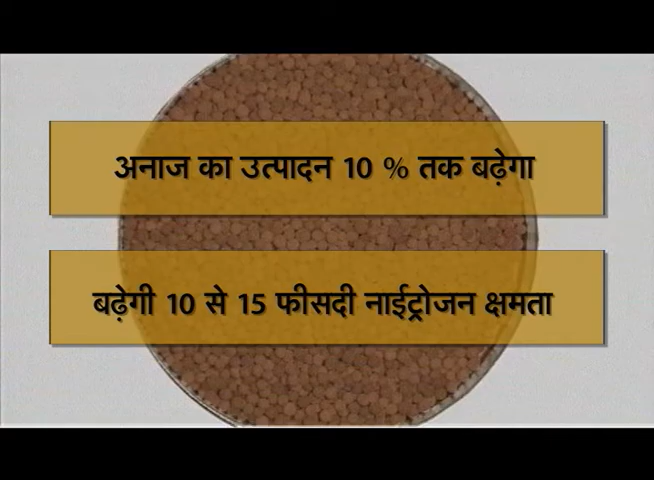 अनाज का उत्पादन 10 % तक बढ़ेगा
बढ़ेगी 10 से 15 फीसदी नाईट्रोजन क्षमता